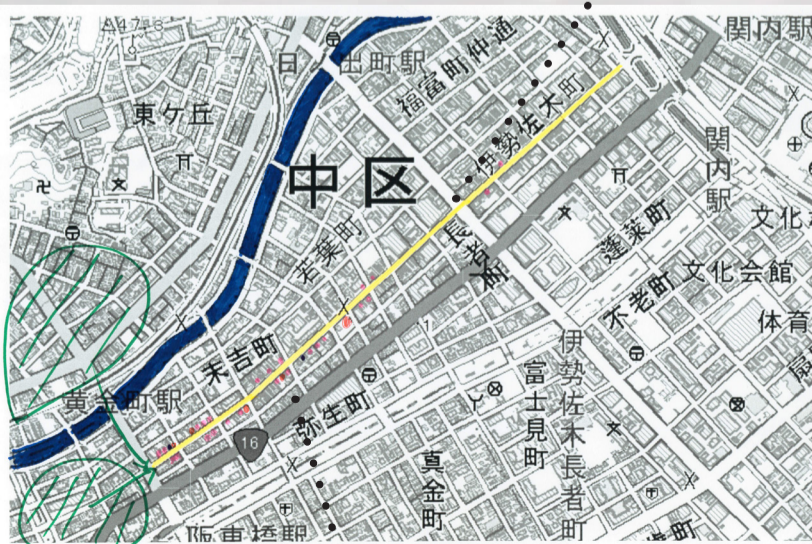 関内駅
日ノ出町駅
福富町仲通
東ケ丘
伊勢佐木町
関内駅
中区
若葉町
長者町
蓬莱町
文化会館
不老町
体育
末吉町
黄金町駅
弥生町
16
富士見町
伊勢佐木長者町
真金町
阪東橋駅